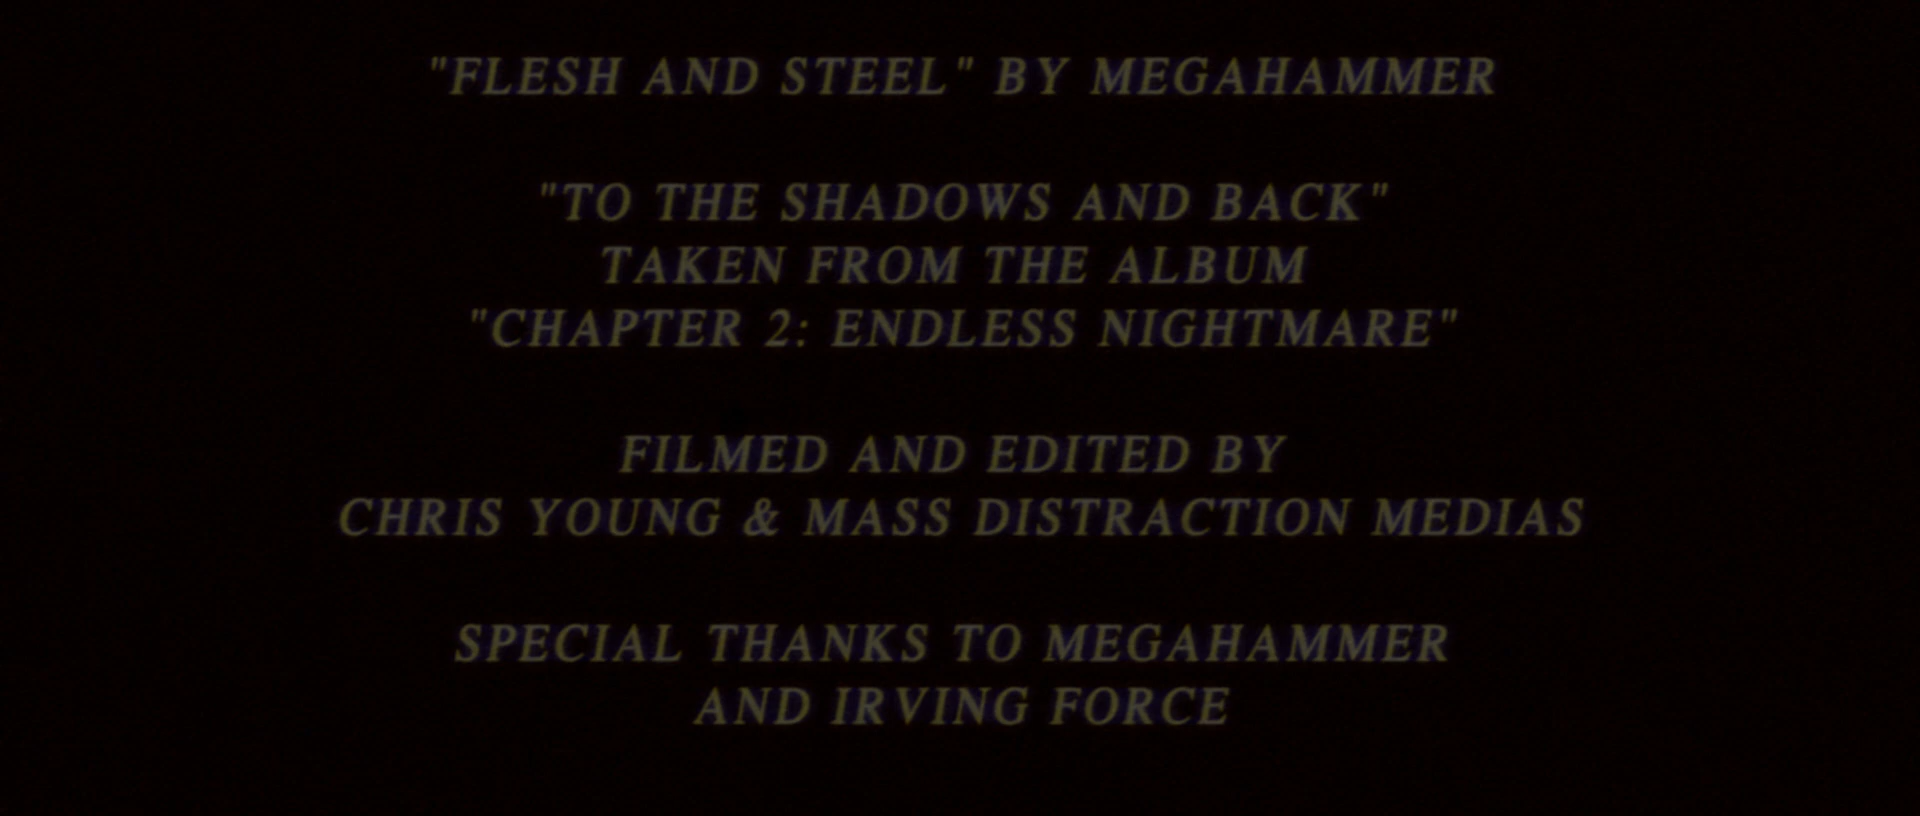 "FLESH AND STEEL" BY MEGAHAMMER
"TO THE SHADOWS AND BACK"
TAKEN FROM THE ALBUM
"CHAPTER 2: ENDLESS NIGHTMARE"
FILMED AND EDITED BY
CHRIS YOUNG & MASS DISTRACTION MEDIAS
SPECIAL THANKS TO MEGAHAMMER
AND IRVING FORCE